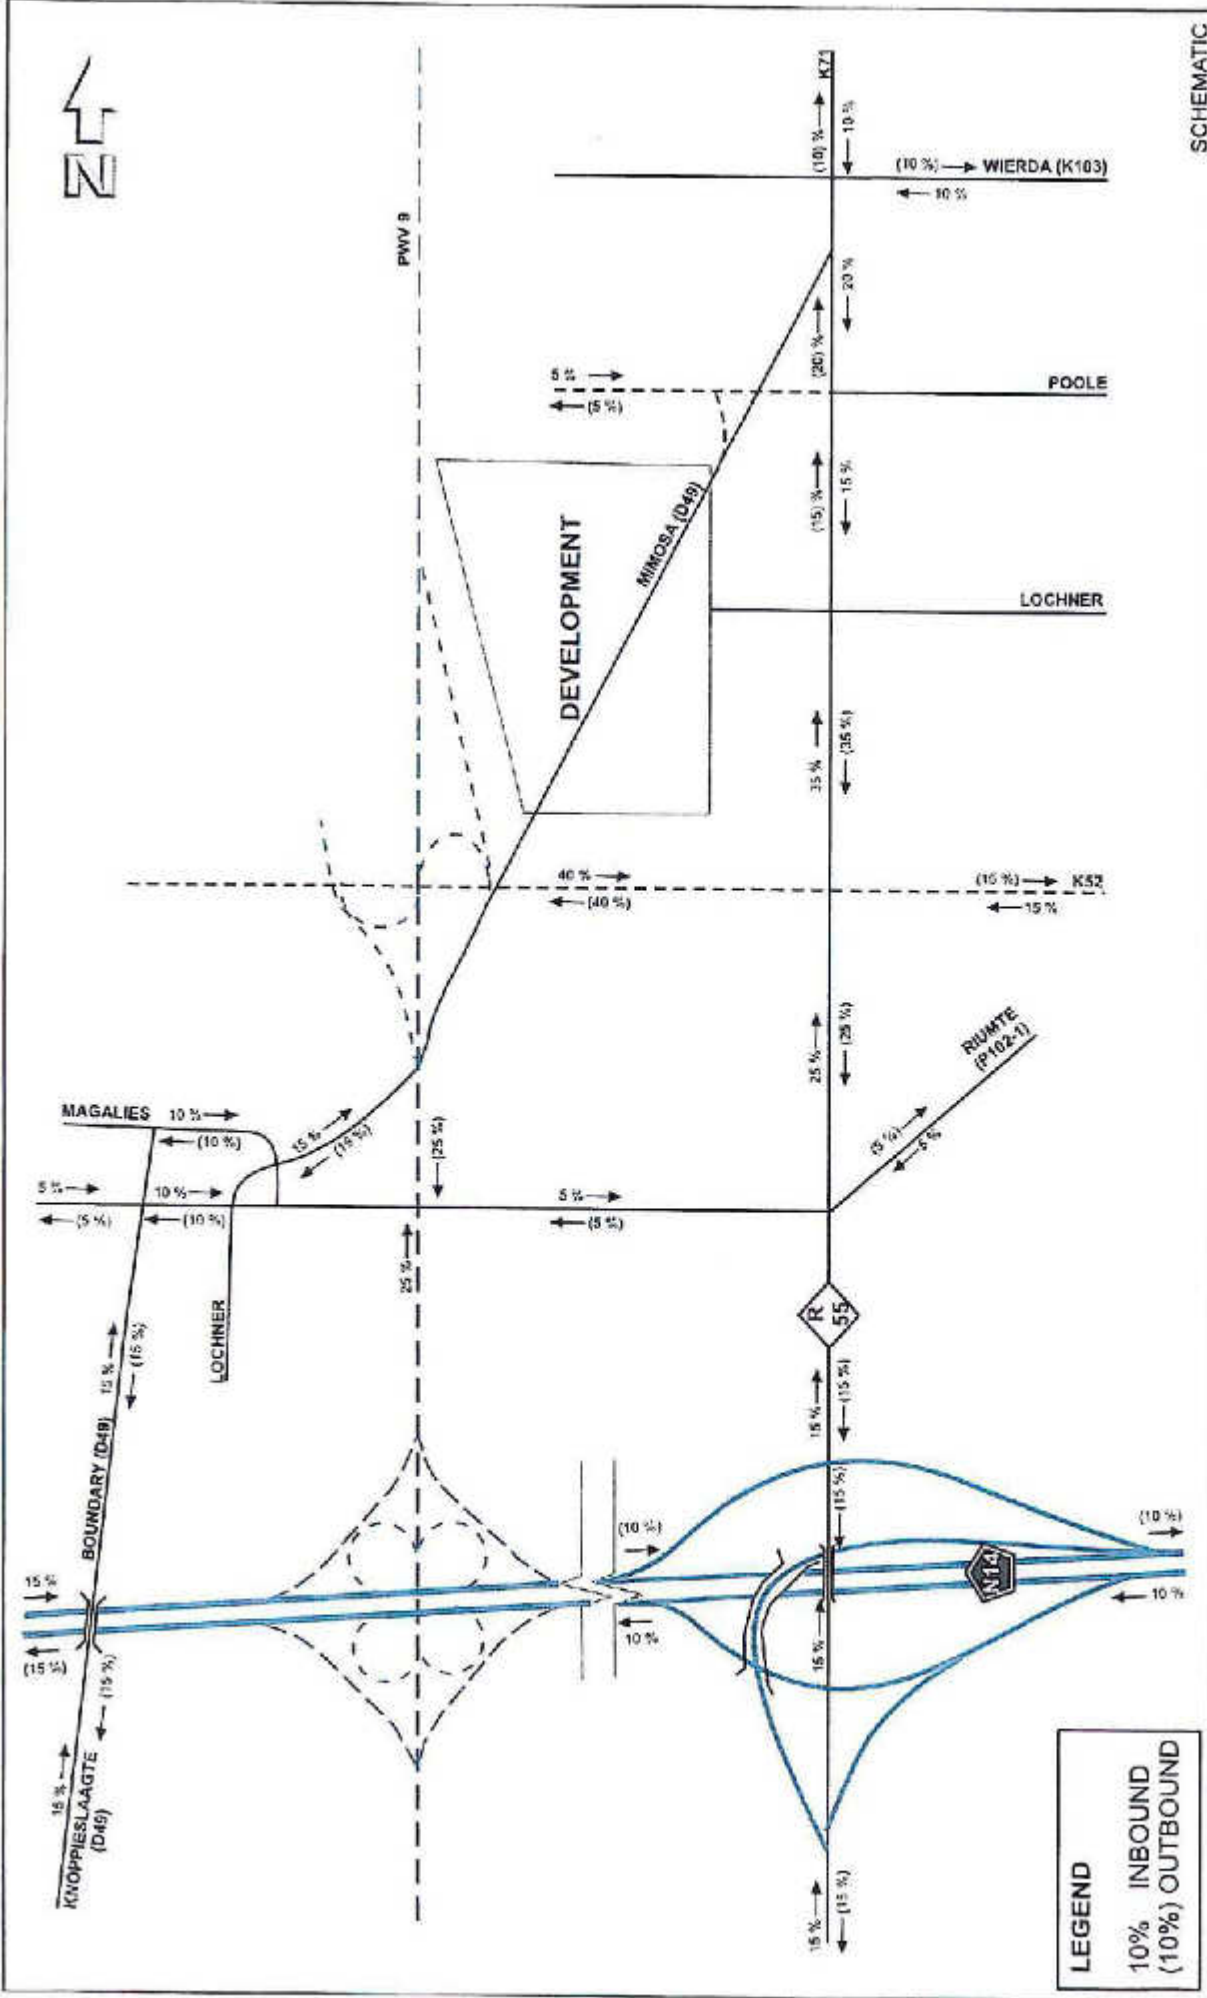 N
SCHEMATIC
K71
(10) %
10 %
(10 %)
WIERDA (K103)
10 %
PWV 9
20 %
(20) %
5 %
(5 %)
POOLE
(15) %
15 %
DEVELOPMENT
MIMOSA (D49)
LOCHNER
35 %
(35 %)
40 %
(40 %)
(15 %)
K52
15 %
25 %
(25 %)
RIUMTE
(P102-1)
(5 %)
5 %
MAGALIES
10 %
(10 %)
15 %
(15 %)
(25 %)
5 %
(5 %)
10 %
(10 %)
5 %
(5 %)
25 %
LOCHNER
R
55
15 %
(15 %)
BOUNDARY (D49)
15 %
(15 %)
(15 %)
(10 %)
(10 %)
15 %
(15 %)
N14
10 %
10 %
15 %
15 %
(15 %)
KNOPPIESLAAGTE
(D49)
15 %
(15 %)
LEGEND
10% INBOUND
(10%) OUTBOUND